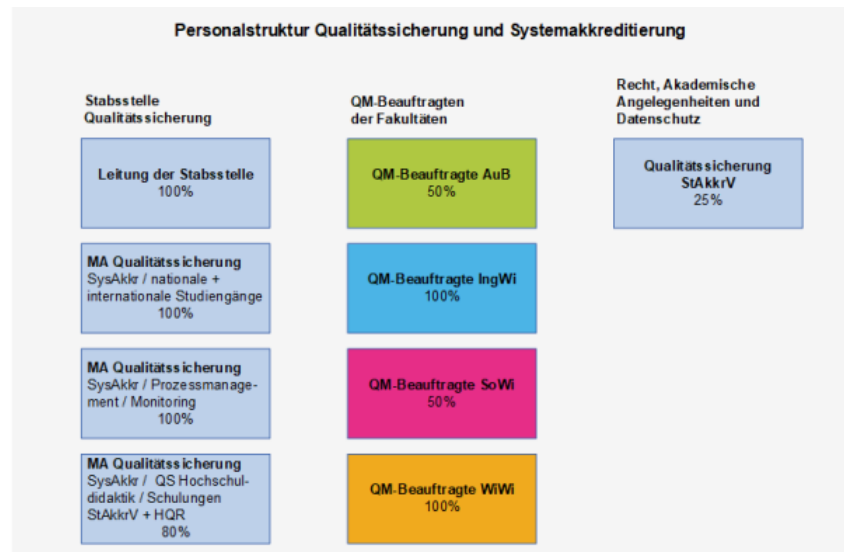 Personalstruktur Qualitätssicherung und Systemakkreditierung
Stabsstelle
Qualitätssicherung
Leitung der Stabsstelle
100%
MA Qualitätssicherung
SysAkkr / nationale +
internationale Studiengänge
100%
MA Qualitätssicherung
SysAkkr / Prozessmanage-
ment / Monitoring
100%
MA Qualitätssicherung
SysAkkr / QS Hochschul-
didaktik / Schulungen
StAkkrV + HQR
80%
QM-Beauftragten
der Fakultäten
QM-Beauftragte AuB
50%
QM-Beauftragte IngWi
100%
QM-Beauftragte SoWi
50%
QM-Beauftragte WiWi
100%
Recht, Akademische
Angelegenheiten und
Datenschutz
Qualitätssicherung
StAkkrV
25%